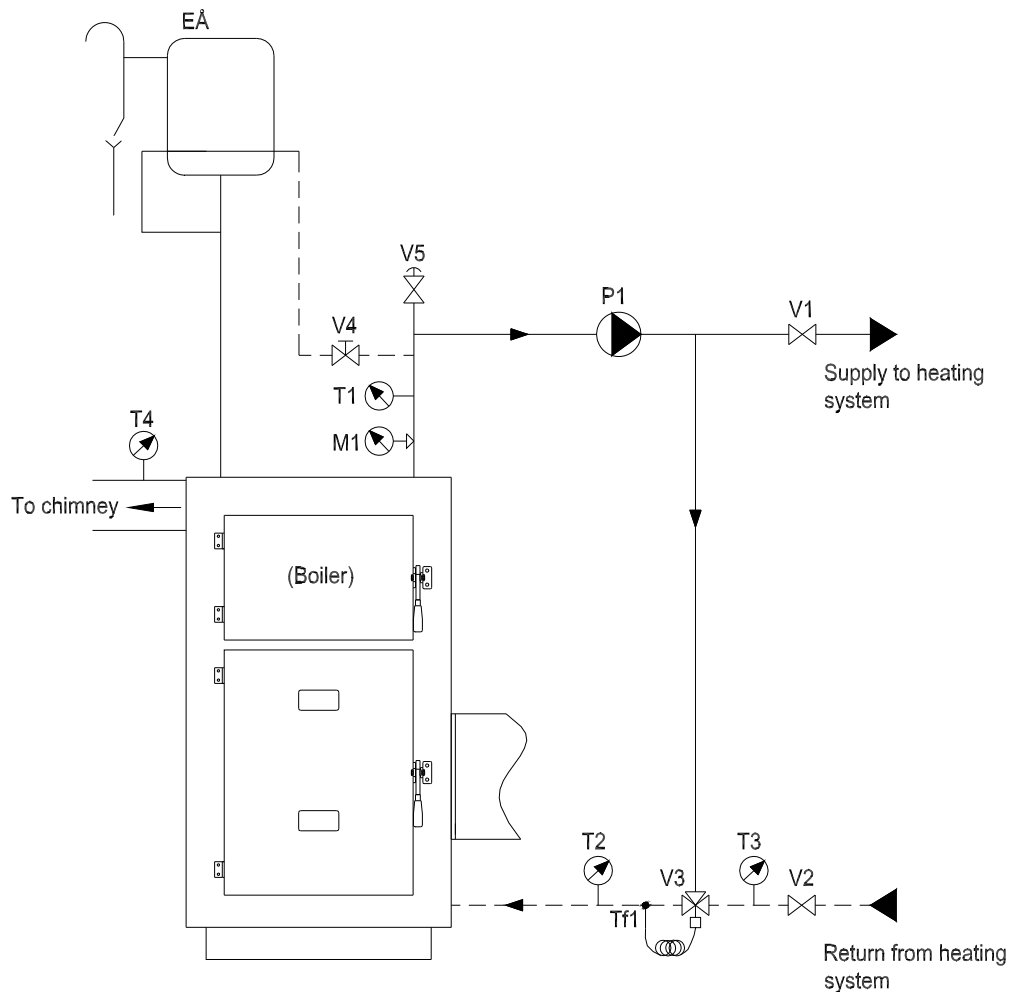 EÅ
V5
P1
V1
V4
Supply to heating
system
T1
T4
M1
To chimney
(Boiler)
T2
T3
V3
V2
Tf1
Return from heating
system